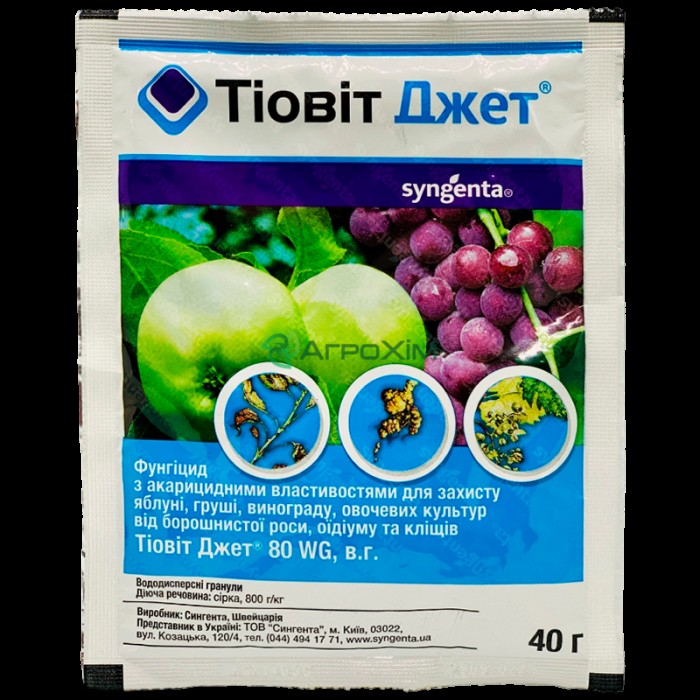 Тіовіт Джет®
syngenta®
АгроХім
Фунгіцид
з акарицидними властивостями для захисту
яблуні, груші, винограду, овочевих культур
від борошнистої роси, оїдіуму та кліщів
Тіовіт Джет® 80 WG, в.г.
Вододисперсні гранули
Діюча речовина: сірка, 800 г/кг
Виробник: Сингента, Швейцарія
Представник в Україні: ТОВ "Сингента", м. Київ, 03022,
вул. Козацька, 120/4, тел. (044) 494 17 71, www.syngenta.ua
40 г